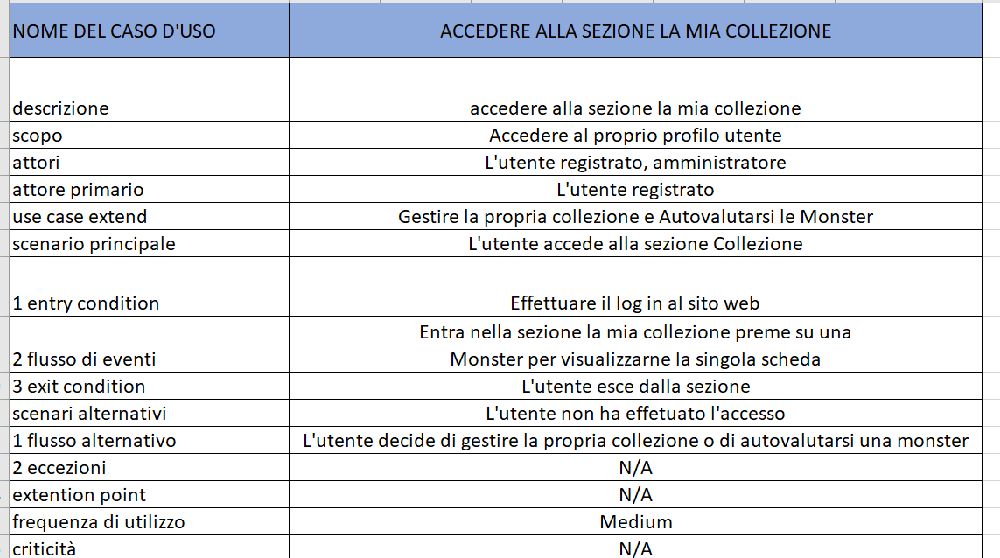 NOME DEL CASO D'USO ACCEDERE ALLA SEZIONE LA MIA COLLEZIONE
descrizione accedere alla sezione la mia collezione
scopo Accedere al proprio profilo utente
attori L'utente registrato, amministratore
attore primario L'utente registrato
use case extend Gestire la propria collezione e Autovalutarsi le Monster
scenario principale L'utente accede alla sezione Collezione
1 entry condition Effettuare il log in al sito web
Entra nella sezione la mia collezione preme su una
2 flusso di eventi Monster per visualizzarne la singola scheda
3 exit condition L'utente esce dalla sezione
scenari alternativi L'utente non ha effetuato l'accesso
1 flusso alternativo L'utente decide di gestire la propria collezione o di autovalutarsi una monster
2 eccezioni N/A
extention point N/A
frequenza di utilizzo Medium
criticità N/A